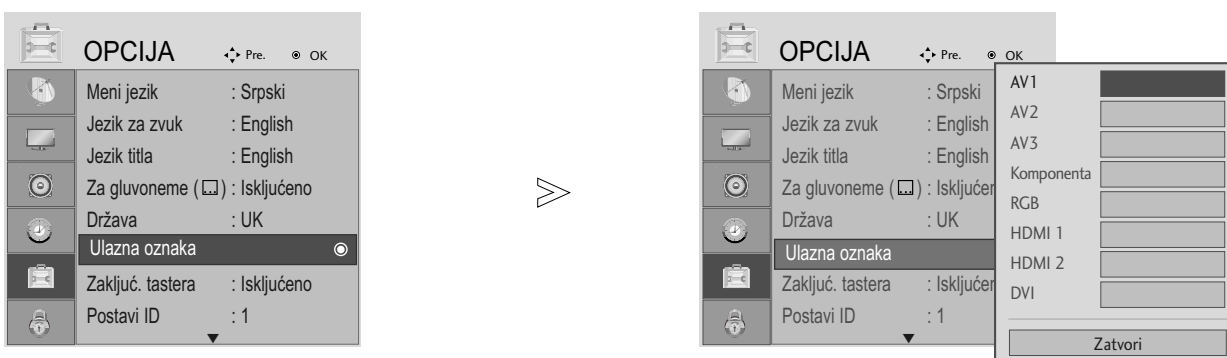 OPCIJA Pre. OK
Meni jezik : Srpski
Jezik za zvuk : English
Jezik titla : English
Za gluvoneme ( ) : Isključeno
Država : UK
Ulazna oznaka
Zaključ. tastera : Isključeno
Postavi ID : 1
>
OPCIJA Pre. OK
Meni jezik : Srpski
Jezik za zvuk : English
Jezik titla : English
Za gluvoneme ( ) : Isključen
Država : UK
Ulazna oznaka
Zaključ. tastera : Isključen
Postavi ID : 1
AV1
AV2
AV3
Komponenta
RGB
HDMI 1
HDMI 2
DVI
Zatvori